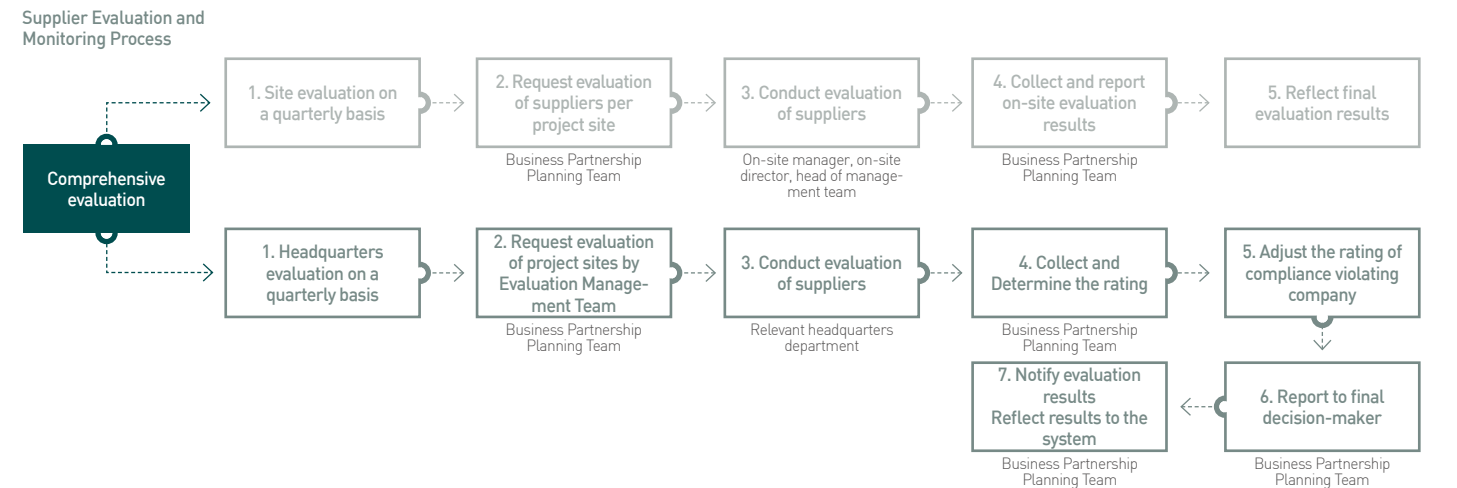 Supplier Evaluation and
Monitoring Process
Comprehensive
evaluation
1. Site evaluation on
a quarterly basis
2. Request evaluation
of suppliers per
project site
Business Partnership
Planning Team
3. Conduct evaluation
of suppliers
On-site manager, on-site
director, head of manage-
ment team
4. Collect and report
on-site evaluation
results
Business Partnership
Planning Team
5. Reflect final
evaluation results
1. Headquarters
evaluation on a
quarterly basis
2. Request evaluation
of project sites by
Evaluation Manage-
ment Team
Business Partnership
Planning Team
3. Conduct evaluation
of suppliers
Relevant headquarters
department
4. Collect and
Determine the rating
Business Partnership
Planning Team
5. Adjust the rating of
compliance violating
company
6. Report to final
decision-maker
Business Partnership
Planning Team
7. Notify evaluation
results
Reflect results to the
system
Business Partnership
Planning Team